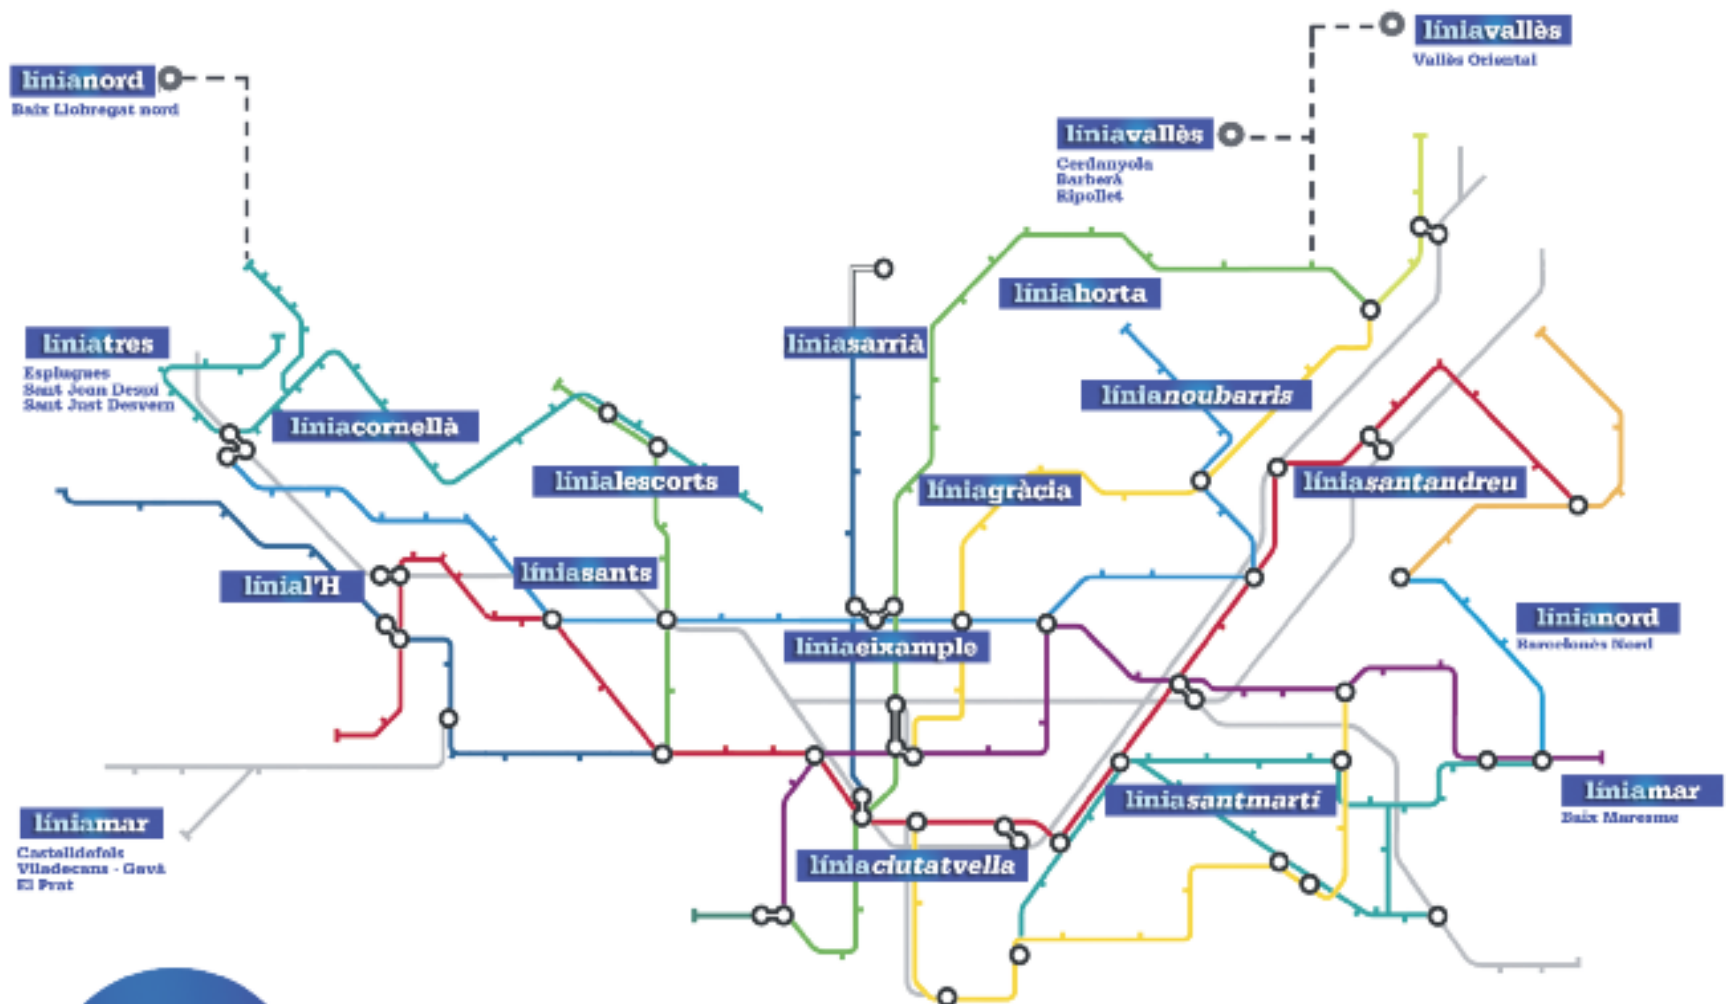 líniavallès
Vallès Oriental
línianord
Baix Llobregat nord
líniavallès
Cerdanyola
Barberà
Ripollet
líniahorta
líniatres
Esplugues
Sant Joan Despí
Sant Just Desvern
líniasarrià
línianoubarris
líniacornellà
línialescorts
líniagràcia
líniasantandreu
línial'H
líniasants
líniaeixample
línianord
Barcelonès Nord
líniasantmartí
líniamar
Baix Maresme
líniamar
Castelldefels
Viladecans - Gavà
El Prat
líniaciutatvella